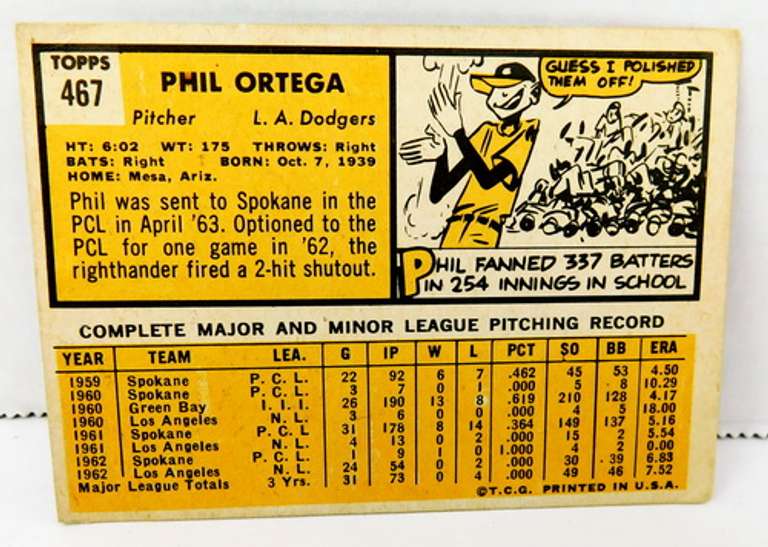 TOPPS
467
PHIL ORTEGA
Pitcher L. A. Dodgers
HT: 6:02 WT: 175 THROWS: Right
BATS: Right BORN: Oct. 7, 1939
HOME: Mesa, Ariz.
Phil was sent to Spokane in the
PCL in April '63. Optioned to the
PCL for one game in '62, the
righthander fired a 2-hit shutout.
GUESS I POLISHED
THEM OFF!
PHIL FANNED 337 BATTERS
IN 254 INNINGS IN SCHOOL
COMPLETE MAJOR AND MINOR LEAGUE PITCHING RECORD
YEAR TEAM LEA. G IP W L PCT SO BB ERA
1959 Spokane P. C. L. 22 92 6 7 .462 45 53 4.50
1960 Spokane P. C. L. 3 7 0 1 .000 5 8 10.29
1960 Green Bay I. I. I. 26 190 13 8 .619 210 128 4.17
1960 Los Angeles N. L. 3 6 0 0 .000 4 5 18.00
1961 Spokane P. C. L. 31 178 8 14 .364 149 137 5.16
1961 Los Angeles N. L. 4 13 0 2 .000 15 2 5.54
1962 Spokane P. C. L. 1 9 1 0 1.000 0.00
1962 Los Angeles N. L. 24 54 0 2 .000 30 39 6.83
Major League Totals 3 Yrs. 31 73 0 4 .000 49 46 7.52
©T.C.G. PRINTED IN U.S.A.